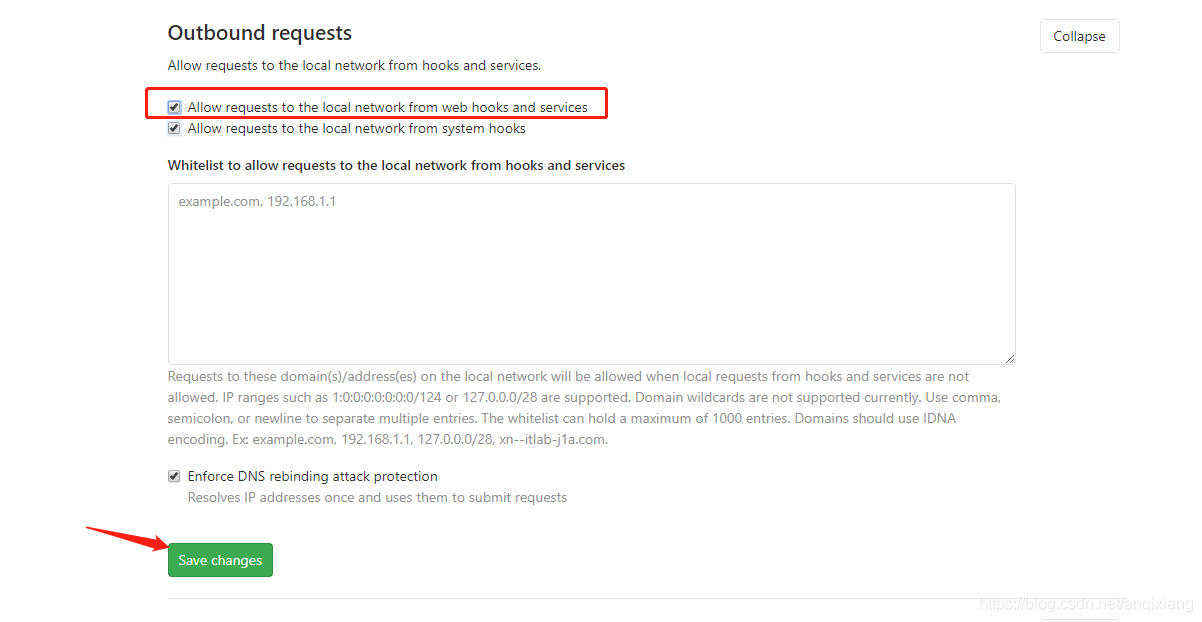 Outbound requests
Collapse
Allow requests to the local network from hooks and services.
Allow requests to the local network from web hooks and services
Allow requests to the local network from system hooks
Whitelist to allow requests to the local network from hooks and services
example.com, 192.168.1.1
Requests to these domain(s)/address(es) on the local network will be allowed when local requests from hooks and services are not
allowed. IP ranges such as 1:0:0:0:0:0:0:0/124 or 127.0.0.0/28 are supported. Domain wildcards are not supported currently. Use comma,
semicolon, or newline to separate multiple entries. The whitelist can hold a maximum of 1000 entries. Domains should use IDNA
encoding. Ex: example.com, 192.168.1.1, 127.0.0.0/28, xn--itlab-j1a.com.
Enforce DNS rebinding attack protection
Resolves IP addresses once and uses them to submit requests
Save changes
https://blog.csdn.net/anqixiang